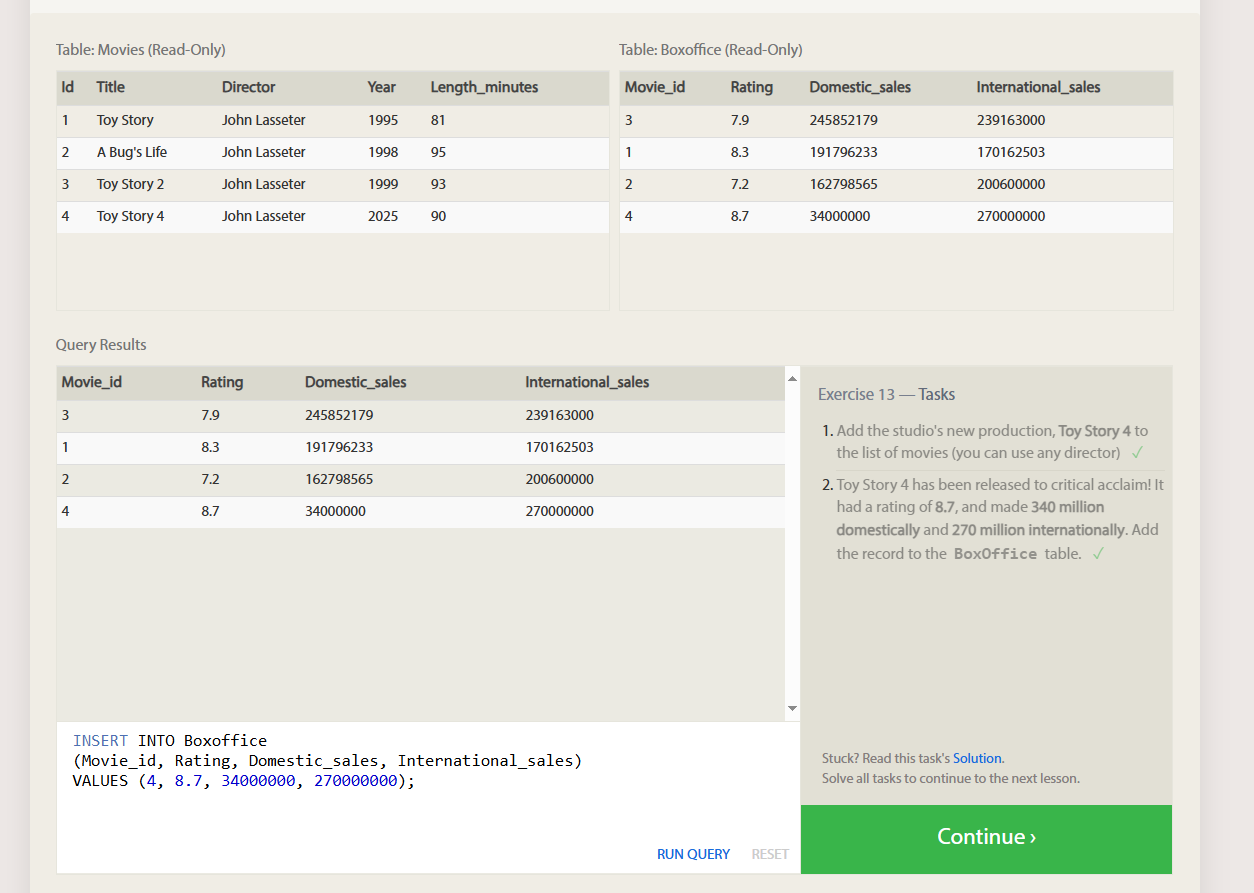 Table: Movies (Read-Only)
Id Title Director Year Length_minutes
1 Toy Story John Lasseter 1995 81
2 A Bug's Life John Lasseter 1998 95
3 Toy Story 2 John Lasseter 1999 93
4 Toy Story 4 John Lasseter 2025 90
Table: Boxoffice (Read-Only)
Movie_id Rating Domestic_sales International_sales
3 7.9 245852179 239163000
1 8.3 191796233 170162503
2 7.2 162798565 200600000
4 8.7 34000000 270000000
Query Results
Movie_id Rating Domestic_sales International_sales
3 7.9 245852179 239163000
1 8.3 191796233 170162503
2 7.2 162798565 200600000
4 8.7 34000000 270000000
INSERT INTO Boxoffice
(Movie_id, Rating, Domestic_sales, International_sales)
VALUES (4, 8.7, 34000000, 270000000);
RUN QUERY RESET
Exercise 13 — Tasks
1. Add the studio's new production, Toy Story 4 to
the list of movies (you can use any director) ✓
2. Toy Story 4 has been released to critical acclaim! It
had a rating of 8.7, and made 340 million
domestically and 270 million internationally. Add
the record to the BoxOffice table. ✓
Stuck? Read this task's Solution.
Solve all tasks to continue to the next lesson.
Continue ›